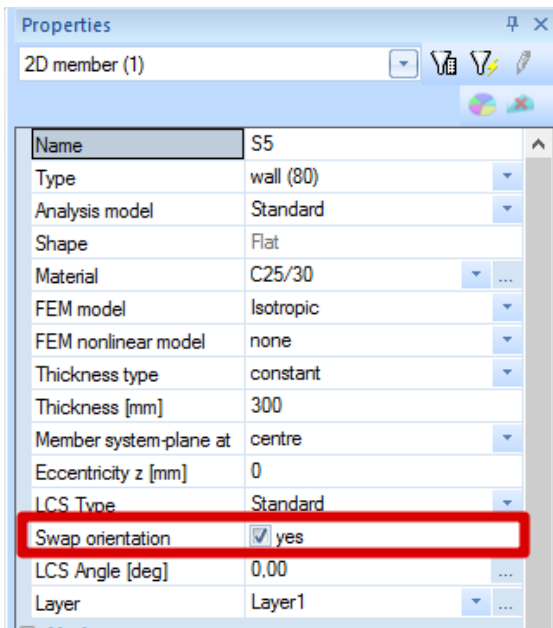 Properties
2D member (1)
Name S5
Type wall (80)
Analysis model Standard
Shape Flat
Material C25/30 ...
FEM model Isotropic
FEM nonlinear model none
Thickness type constant
Thickness [mm] 300
Member system-plane at centre
Eccentricity z [mm] 0
LCS Type Standard
Swap orientation yes
LCS Angle [deg] 0,00 ...
Layer Layer1 ...